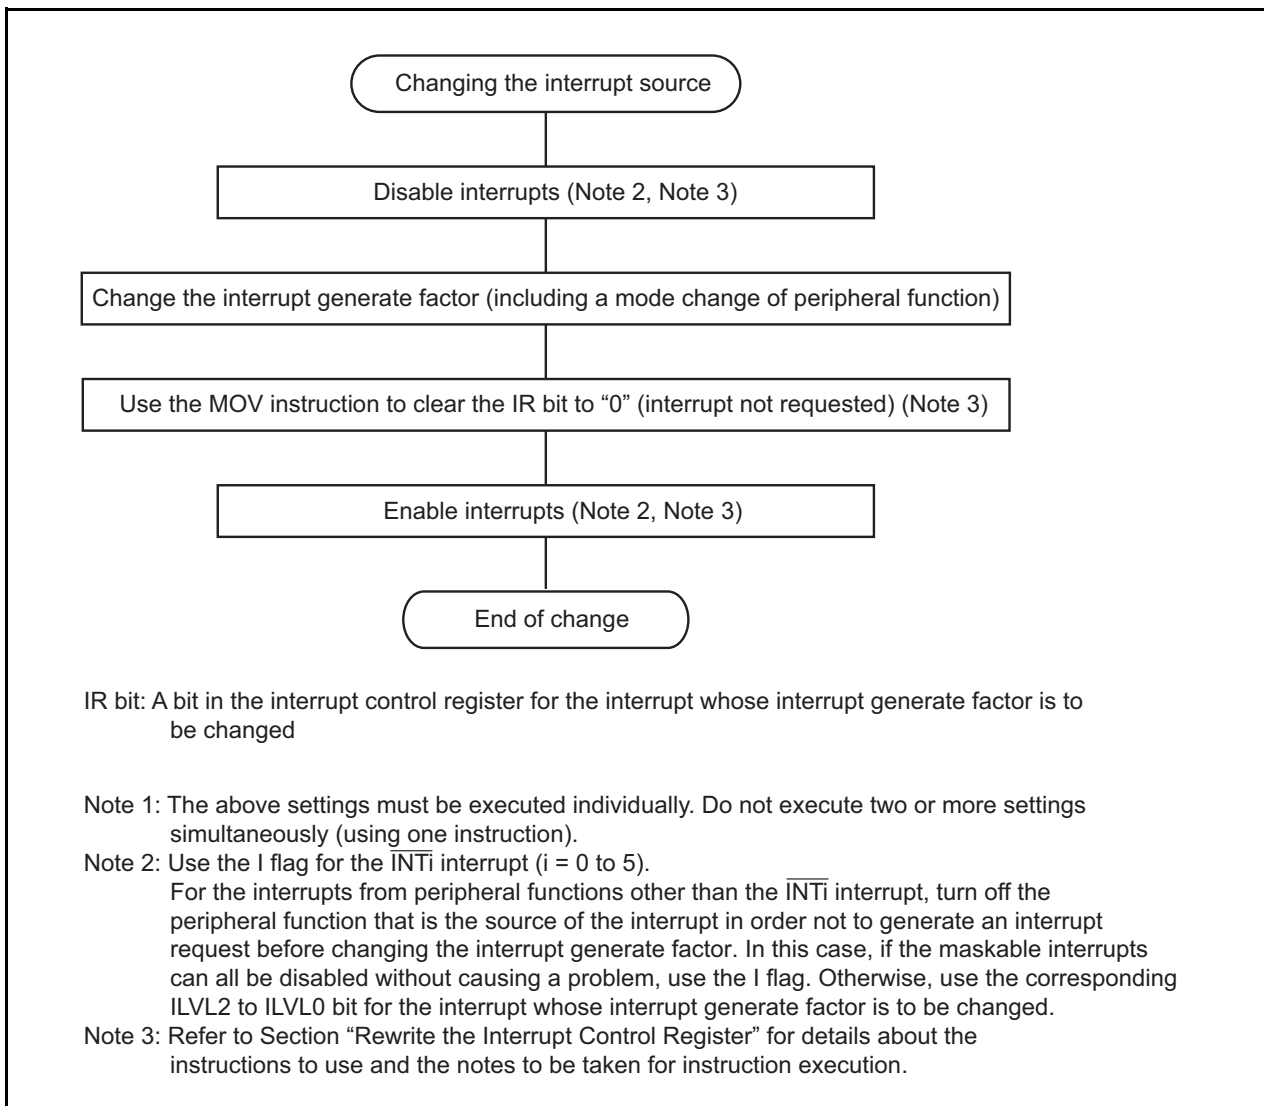 Changing the interrupt source
Disable interrupts (Note 2, Note 3)
Change the interrupt generate factor (including a mode change of peripheral function)
Use the MOV instruction to clear the IR bit to “0” (interrupt not requested) (Note 3)
Enable interrupts (Note 2, Note 3)
End of change
IR bit: A bit in the interrupt control register for the interrupt whose interrupt generate factor is to
be changed
Note 1: The above settings must be executed individually. Do not execute two or more settings
simultaneously (using one instruction).
Note 2: Use the I flag for the I̅N̅T̅i̅ interrupt (i = 0 to 5).
For the interrupts from peripheral functions other than the I̅N̅T̅i̅ interrupt, turn off the
peripheral function that is the source of the interrupt in order not to generate an interrupt
request before changing the interrupt generate factor. In this case, if the maskable interrupts
can all be disabled without causing a problem, use the I flag. Otherwise, use the corresponding
ILVL2 to ILVL0 bit for the interrupt whose interrupt generate factor is to be changed.
Note 3: Refer to Section “Rewrite the Interrupt Control Register” for details about the
instructions to use and the notes to be taken for instruction execution.